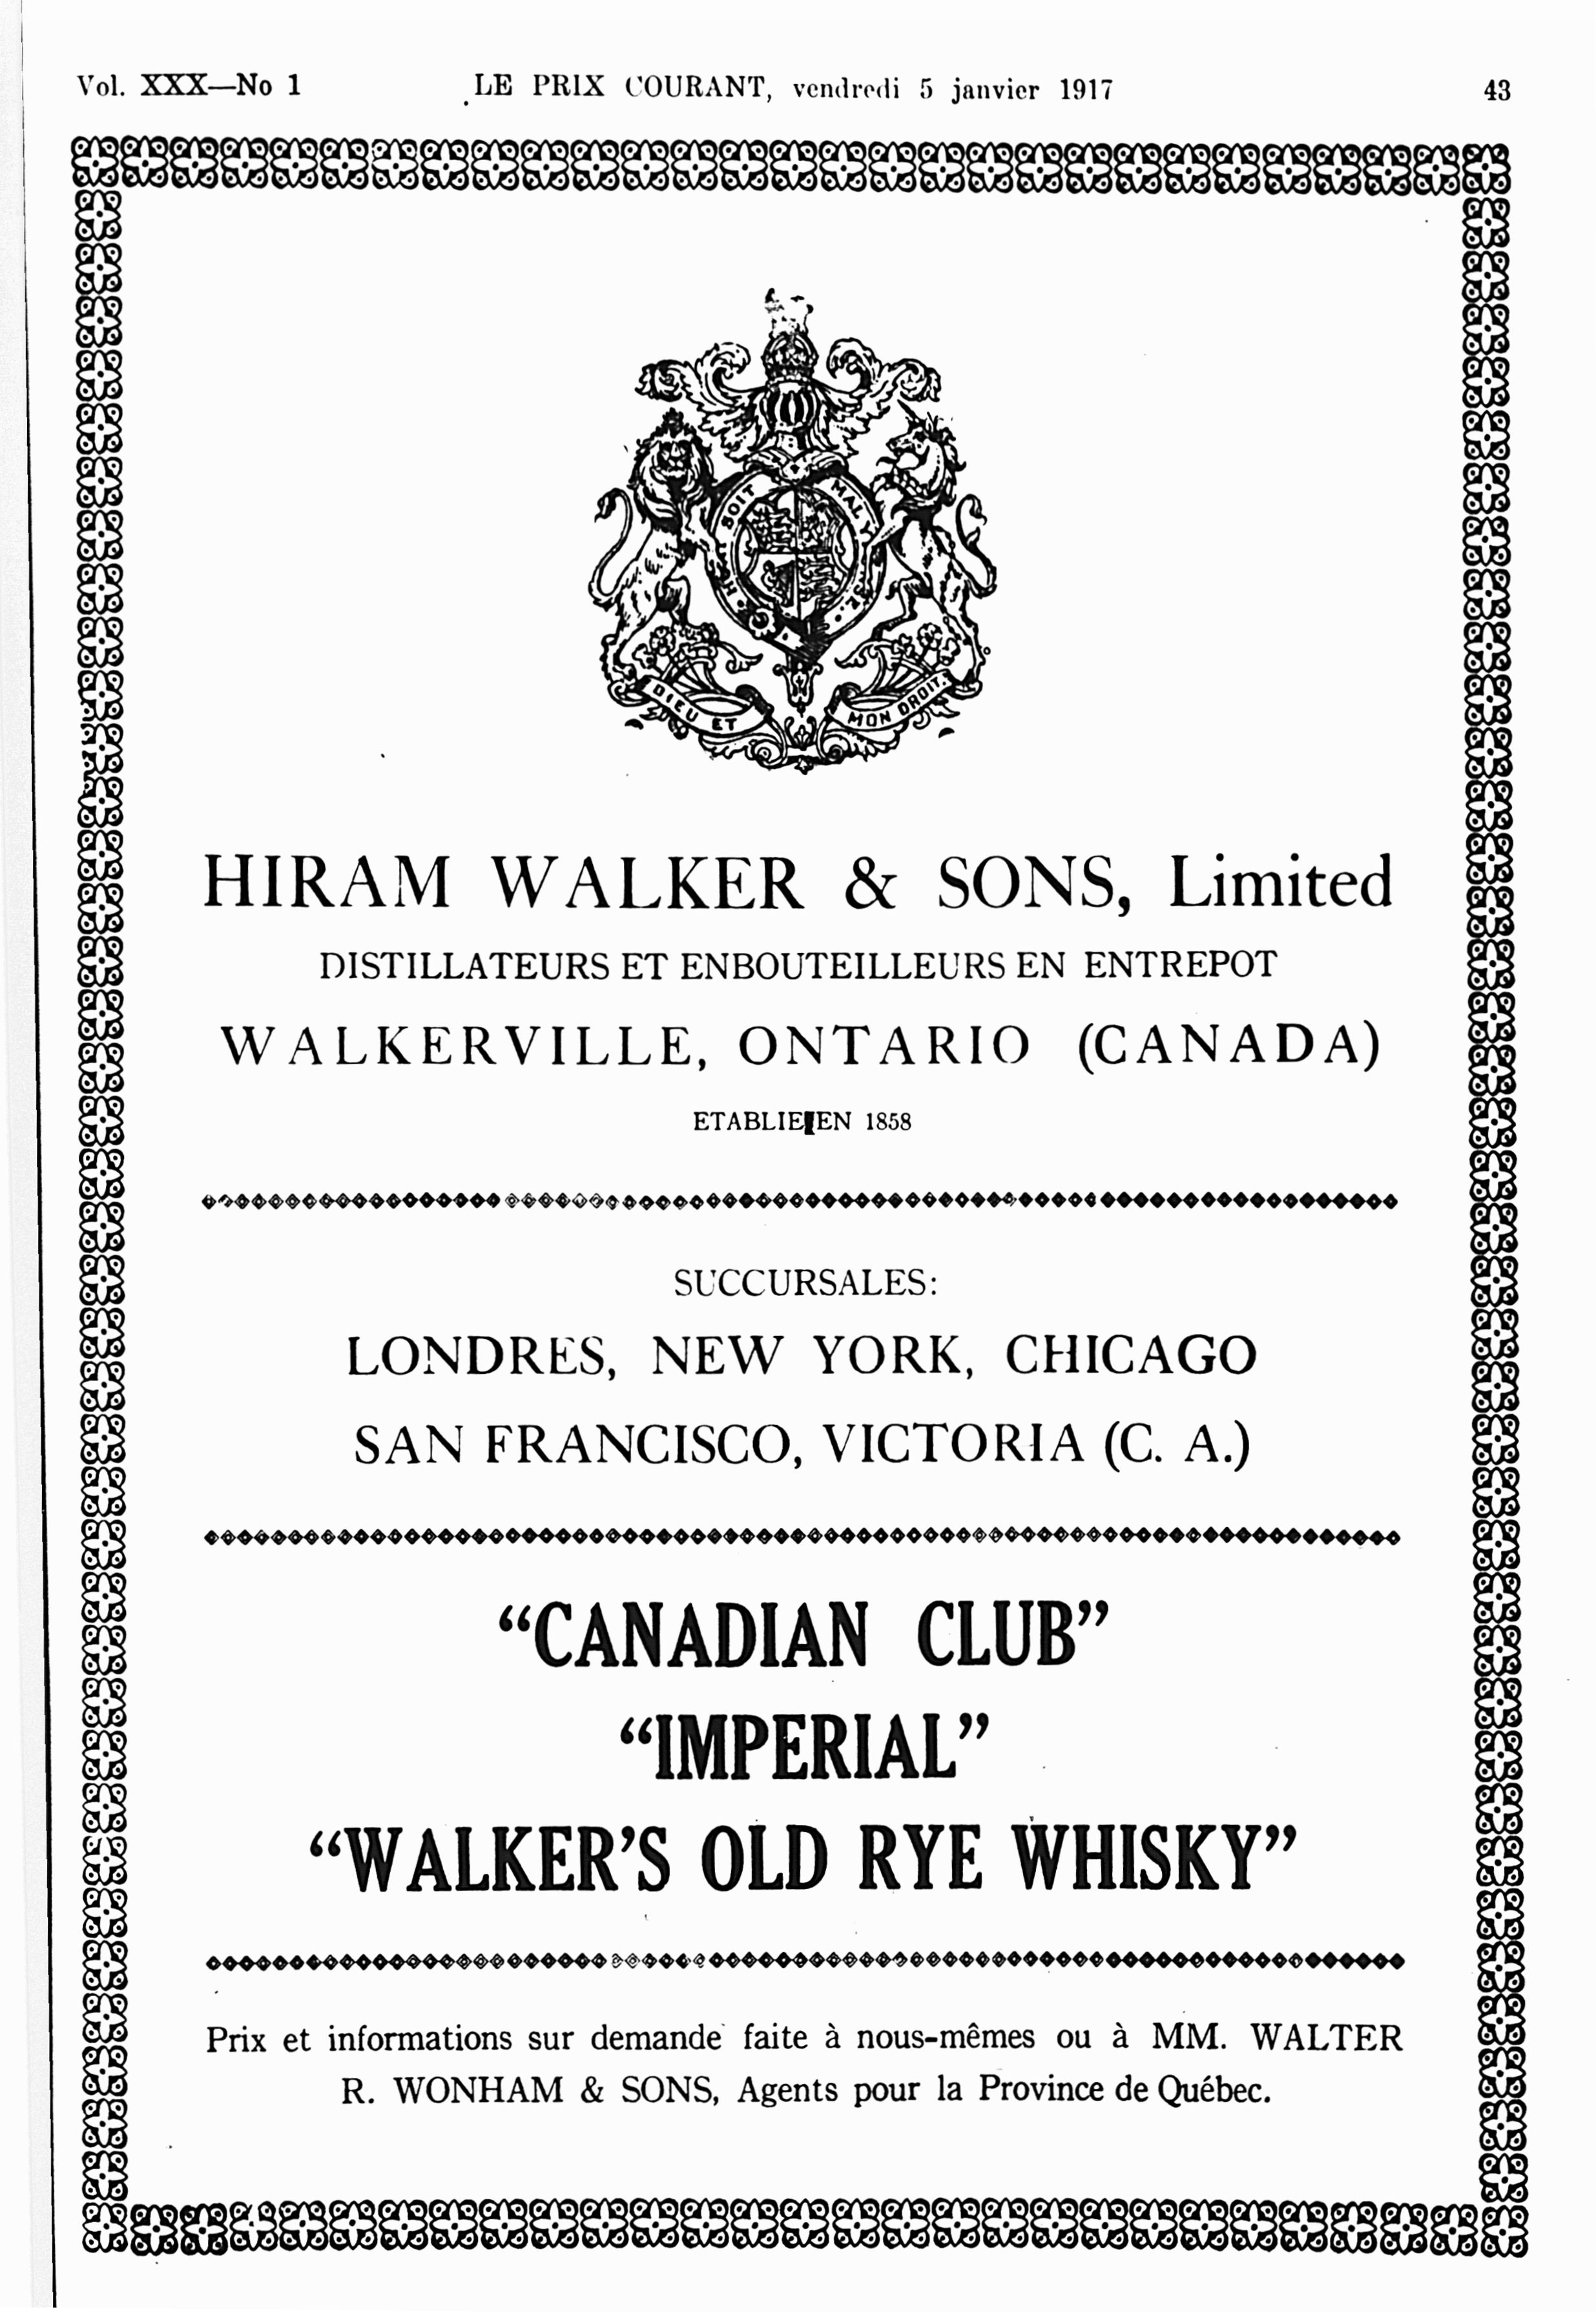 Vol. XXX—No 1 LE PRIX COURANT, vendredi 5 janvier 1917 43
SOIT MAL Y
DIEU ET MON DROIT.
HIRAM WALKER & SONS, Limited
DISTILLATEURS ET ENBOUTEILLEURS EN ENTREPOT
WALKERVILLE, ONTARIO (CANADA)
ETABLIE EN 1858
SUCCURSALES:
LONDRES, NEW YORK, CHICAGO
SAN FRANCISCO, VICTORIA (C. A.)
“CANADIAN CLUB”
“IMPERIAL”
“WALKER’S OLD RYE WHISKY”
Prix et informations sur demande faite à nous-mêmes ou à MM. WALTER
R. WONHAM & SONS, Agents pour la Province de Québec.